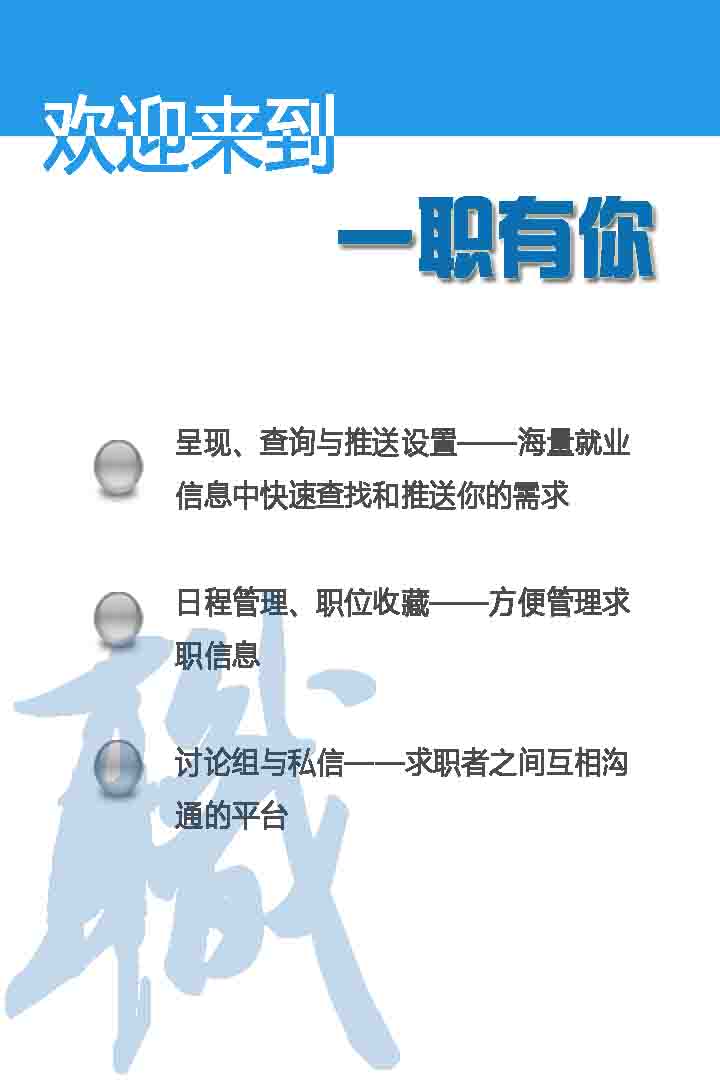 欢迎来到
一职有你
呈现、查询与推送设置——海量就业
信息中快速查找和推送你的需求
日程管理、职位收藏——方便管理求
职信息
讨论组与私信——求职者之间互相沟
通的平台
職